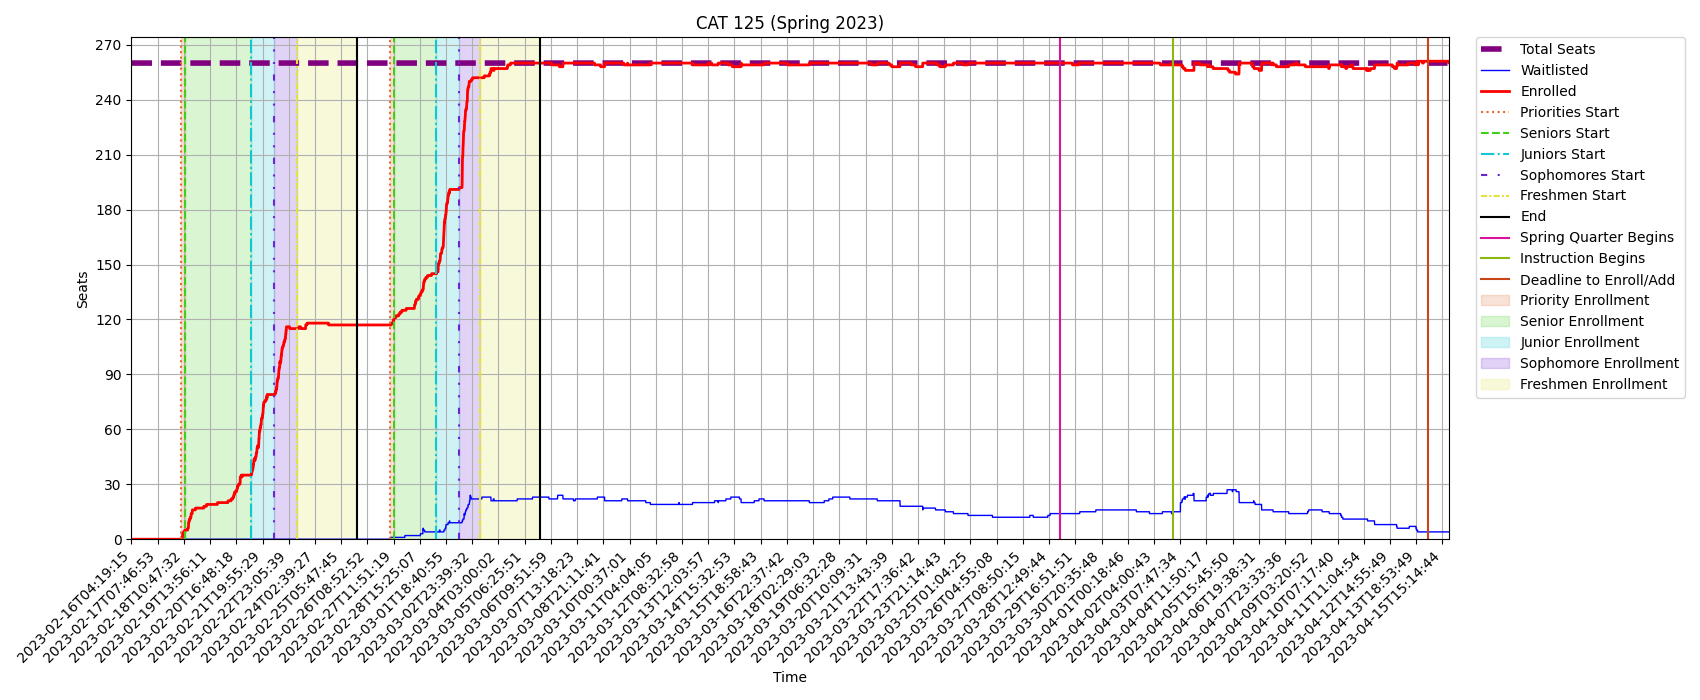 CAT 125 (Spring 2023)
270
240
210
180
150
120
90
60
30
0
Seats
2023-02-16T04:19:15
2023-02-17T07:46:53
2023-02-18T10:47:32
2023-02-19T13:56:11
2023-02-20T16:48:18
2023-02-21T19:55:29
2023-02-22T23:05:39
2023-02-24T02:39:27
2023-02-25T05:47:45
2023-02-26T08:52:52
2023-02-27T11:51:19
2023-02-28T15:25:07
2023-03-01T18:40:55
2023-03-02T23:39:32
2023-03-04T03:00:02
2023-03-05T06:25:51
2023-03-06T09:51:59
2023-03-07T13:18:23
2023-03-08T21:11:41
2023-03-10T00:37:01
2023-03-11T04:04:05
2023-03-12T08:32:58
2023-03-13T12:03:57
2023-03-14T15:32:53
2023-03-15T18:58:43
2023-03-16T22:37:42
2023-03-18T02:29:03
2023-03-19T06:32:28
2023-03-20T10:09:31
2023-03-21T13:43:39
2023-03-22T17:36:42
2023-03-23T21:14:43
2023-03-25T01:04:25
2023-03-26T04:55:08
2023-03-27T08:50:15
2023-03-28T12:49:44
2023-03-29T16:51:51
2023-03-30T20:35:48
2023-04-01T00:18:46
2023-04-02T04:00:43
2023-04-03T07:47:34
2023-04-04T11:50:17
2023-04-05T15:45:50
2023-04-06T19:38:31
2023-04-07T23:33:36
2023-04-09T03:20:52
2023-04-10T07:17:40
2023-04-11T11:04:54
2023-04-12T14:55:49
2023-04-13T18:53:49
2023-04-15T15:14:44
Time
Total Seats
Waitlisted
Enrolled
Priorities Start
Seniors Start
Juniors Start
Sophomores Start
Freshmen Start
End
Spring Quarter Begins
Instruction Begins
Deadline to Enroll/Add
Priority Enrollment
Senior Enrollment
Junior Enrollment
Sophomore Enrollment
Freshmen Enrollment